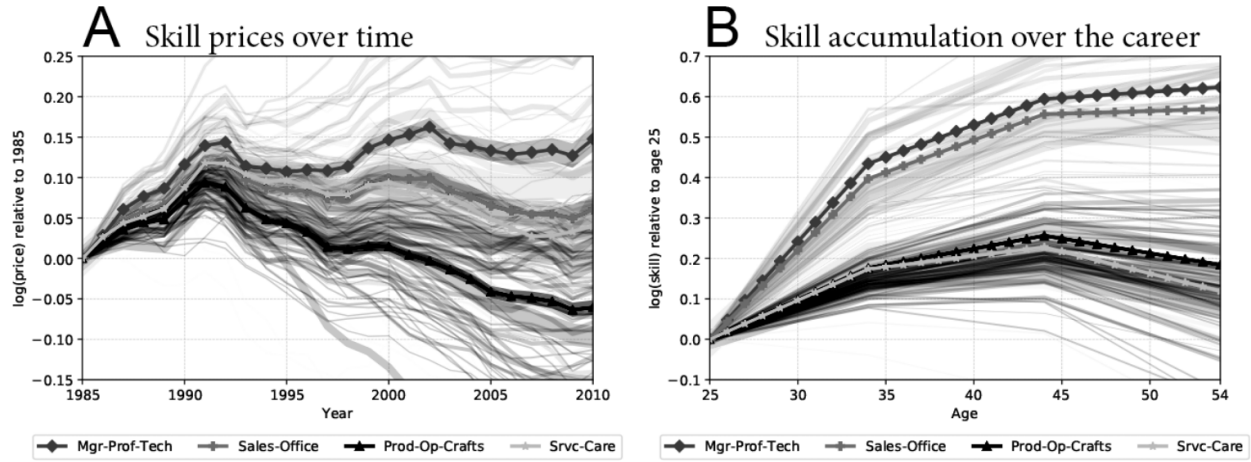 A Skill prices over time
log(price) relative to 1985
0.25
0.20
0.15
0.10
0.05
0.00
−0.05
−0.10
−0.15
1985 1990 1995 2000 2005 2010
Year
Mgr-Prof-Tech Sales-Office Prod-Op-Crafts Srvc-Care
B Skill accumulation over the career
log(skill) relative to age 25
0.7
0.6
0.5
0.4
0.3
0.2
0.1
0.0
−0.1
25 30 35 40 45 50 54
Age
Mgr-Prof-Tech Sales-Office Prod-Op-Crafts Srvc-Care